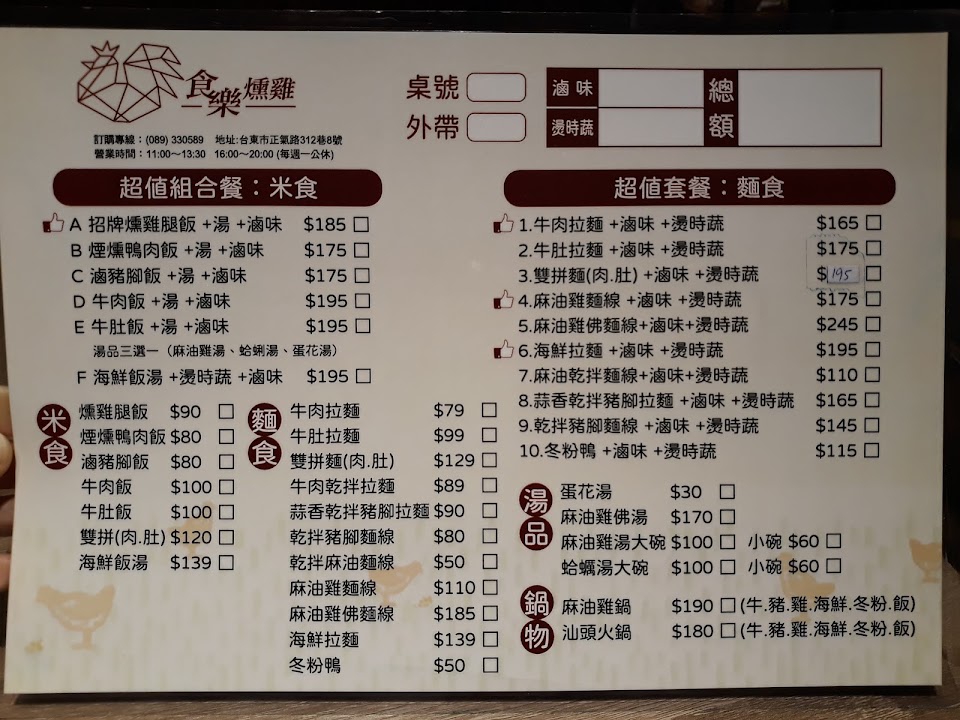 食樂燻雞
訂購專線：(089) 330589 地址:台東市正氣路312巷8號
營業時間：11:00～13:30 16:00～20:00 (每週一公休)
桌號
外帶
滷味
燙時蔬
總額
超值組合餐：米食
A 招牌燻雞腿飯 +湯 +滷味 $185 □
B 煙燻鴨肉飯 +湯 +滷味 $175 □
C 滷豬腳飯 +湯 +滷味 $175 □
D 牛肉飯 +湯 +滷味 $195 □
E 牛肚飯 +湯 +滷味 $195 □
湯品三選一（麻油雞湯、蛤蜊湯、蛋花湯）
F 海鮮飯湯 +燙時蔬 +滷味 $195 □
超值套餐：麵食
1.牛肉拉麵 +滷味 +燙時蔬 $165 □
2.牛肚拉麵 +滷味 +燙時蔬 $175 □
3.雙拼麵(肉.肚) +滷味 +燙時蔬 $195 □
4.麻油雞麵線 +滷味 +燙時蔬 $175 □
5.麻油雞佛麵線+滷味+燙時蔬 $245 □
6.海鮮拉麵 +滷味 +燙時蔬 $195 □
7.麻油乾拌麵線+滷味+燙時蔬 $110 □
8.蒜香乾拌豬腳拉麵 +滷味 +燙時蔬 $165 □
9.乾拌豬腳麵線 +滷味 +燙時蔬 $145 □
10.冬粉鴨 +滷味 +燙時蔬 $115 □
米食
燻雞腿飯 $90 □
煙燻鴨肉飯 $80 □
滷豬腳飯 $80 □
牛肉飯 $100 □
牛肚飯 $100 □
雙拼(肉.肚) $120 □
海鮮飯湯 $139 □
麵食
牛肉拉麵 $79 □
牛肚拉麵 $99 □
雙拼麵(肉.肚) $129 □
牛肉乾拌拉麵 $89 □
蒜香乾拌豬腳拉麵 $90 □
乾拌豬腳麵線 $80 □
乾拌麻油麵線 $50 □
麻油雞麵線 $110 □
麻油雞佛麵線 $185 □
海鮮拉麵 $139 □
冬粉鴨 $50 □
湯品
蛋花湯 $30 □
麻油雞佛湯 $170 □
麻油雞湯大碗 $100 □ 小碗 $60 □
蛤蠣湯大碗 $100 □ 小碗 $60 □
鍋物
麻油雞鍋 $190 □ (牛.豬.雞.海鮮.冬粉.飯)
汕頭火鍋 $180 □ (牛.豬.雞.海鮮.冬粉.飯)